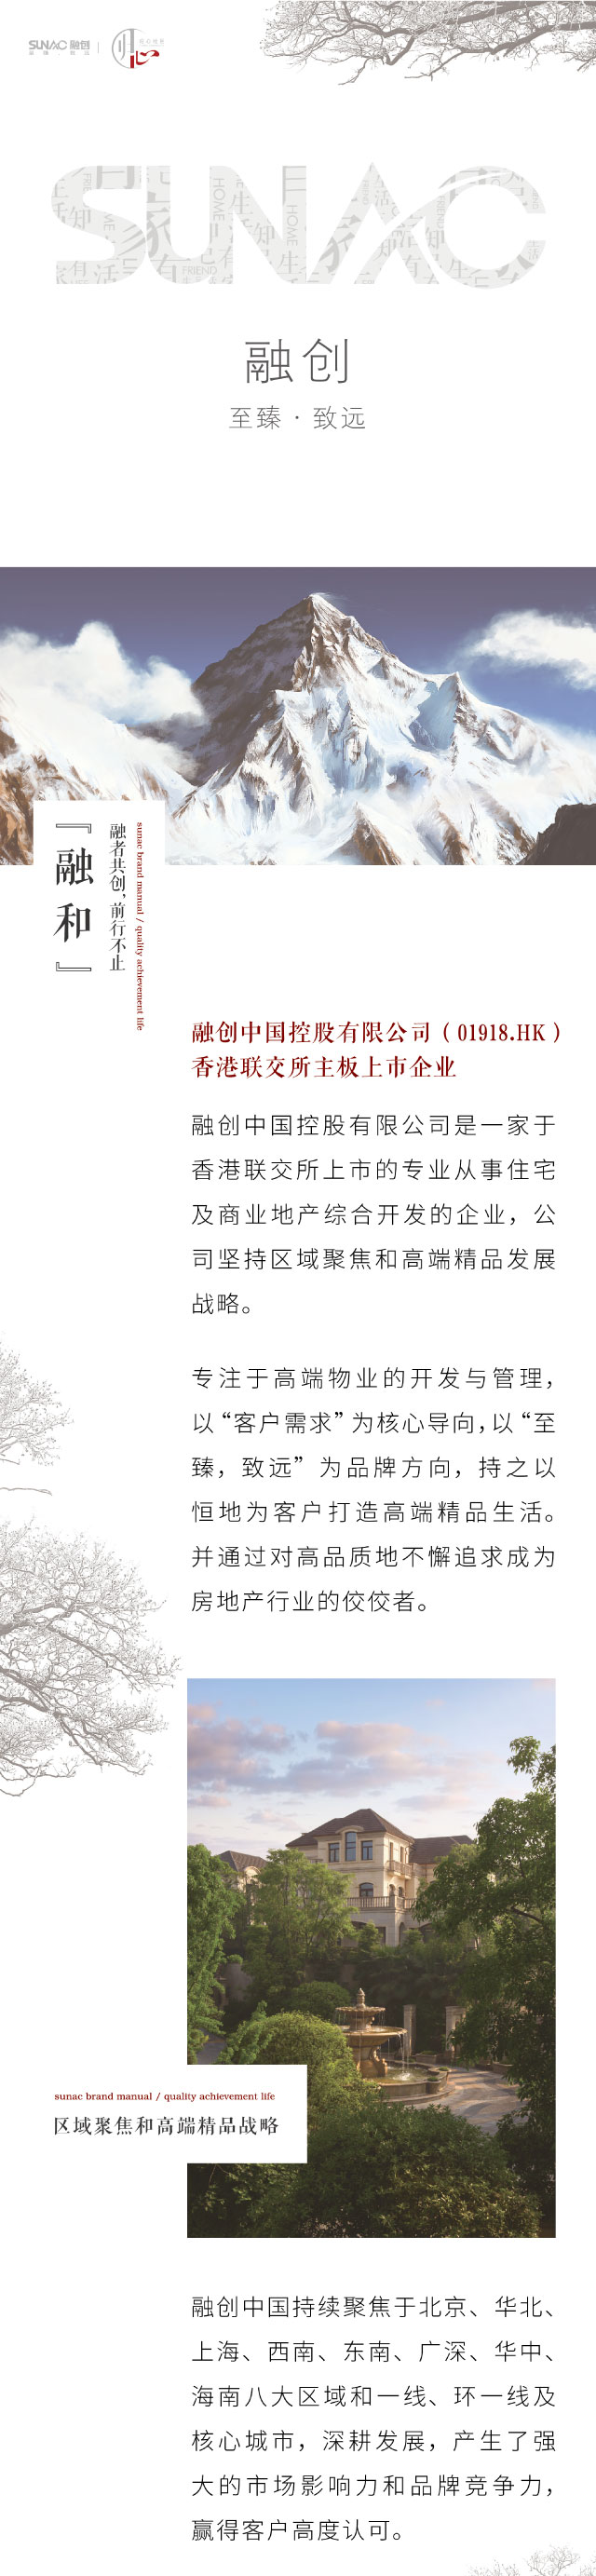 SUNAC 融创
SUNAC
融创
至臻·致远
『融和』
融者共创，前行不止
sunac brand manual / quality achievement life
融创中国控股有限公司（01918.HK）
香港联交所主板上市企业
融创中国控股有限公司是一家于
香港联交所上市的专业从事住宅
及商业地产综合开发的企业，公
司坚持区域聚焦和高端精品发展
战略。
专注于高端物业的开发与管理，
以“客户需求”为核心导向，以“至
臻，致远”为品牌方向，持之以
恒地为客户打造高端精品生活。
并通过对高品质地不懈追求成为
房地产行业的佼佼者。
sunac brand manual / quality achievement life
区域聚焦和高端精品战略
融创中国持续聚焦于北京、华北、
上海、西南、东南、广深、华中、
海南八大区域和一线、环一线及
核心城市，深耕发展，产生了强
大的市场影响力和品牌竞争力，
赢得客户高度认可。